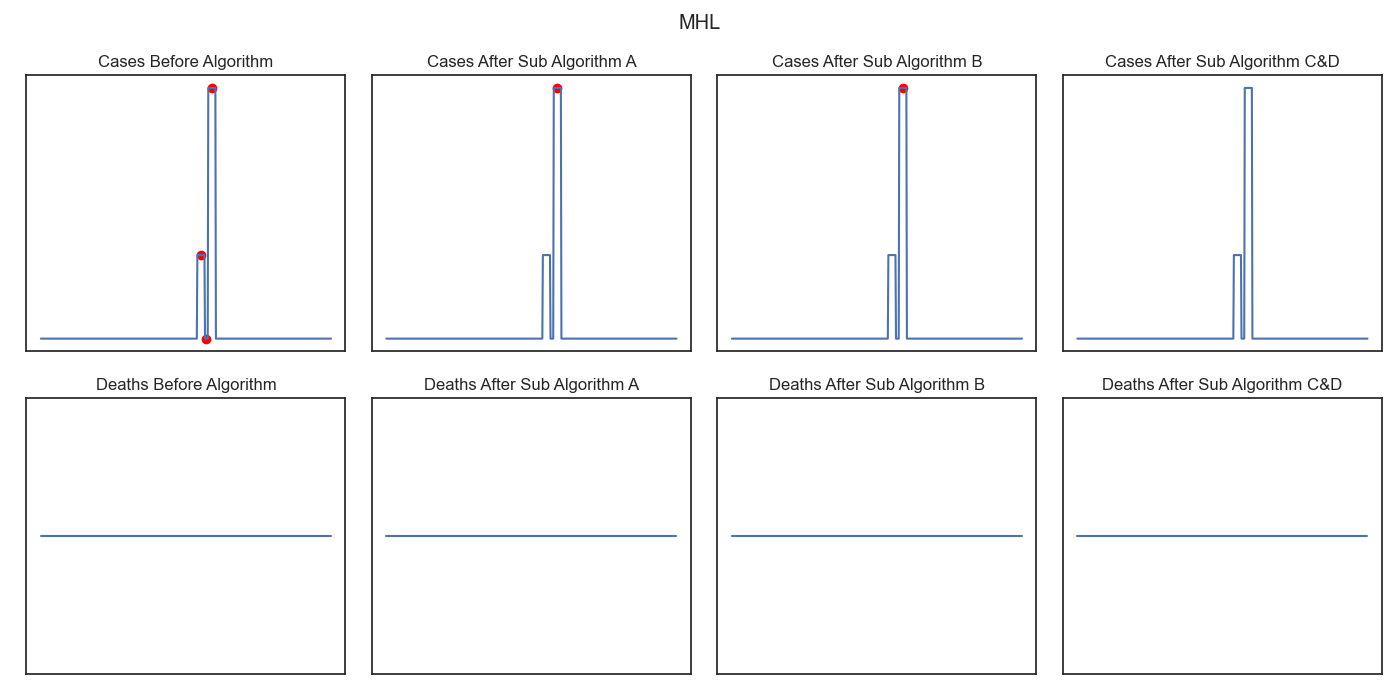 MHL
Cases Before Algorithm
Cases After Sub Algorithm A
Cases After Sub Algorithm B
Cases After Sub Algorithm C&D
Deaths Before Algorithm
Deaths After Sub Algorithm A
Deaths After Sub Algorithm B
Deaths After Sub Algorithm C&D